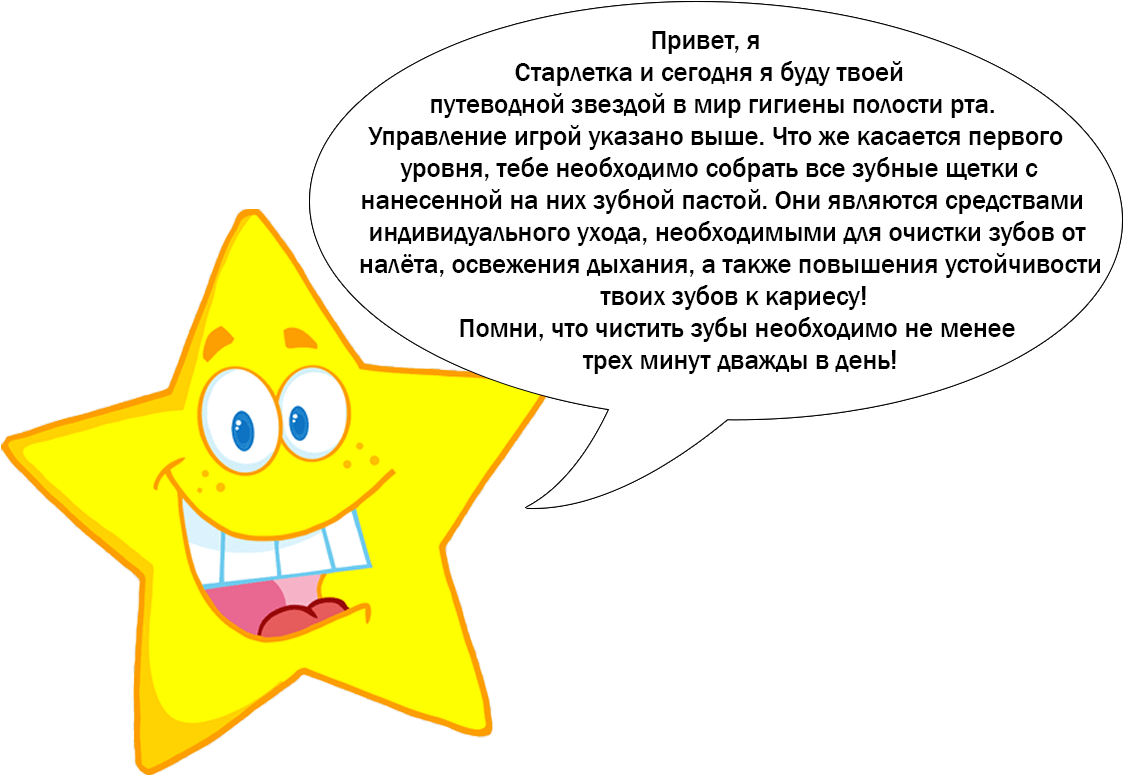 Привет, я
Старлетка и сегодня я буду твоей
путеводной звездой в мир гигиены полости рта.
Управление игрой указано выше. Что же касается первого
уровня, тебе необходимо собрать все зубные щетки с
нанесенной на них зубной пастой. Они являются средствами
индивидуального ухода, необходимыми для очистки зубов от
налёта, освежения дыхания, а также повышения устойчивости
твоих зубов к кариесу!
Помни, что чистить зубы необходимо не менее
трех минут дважды в день!